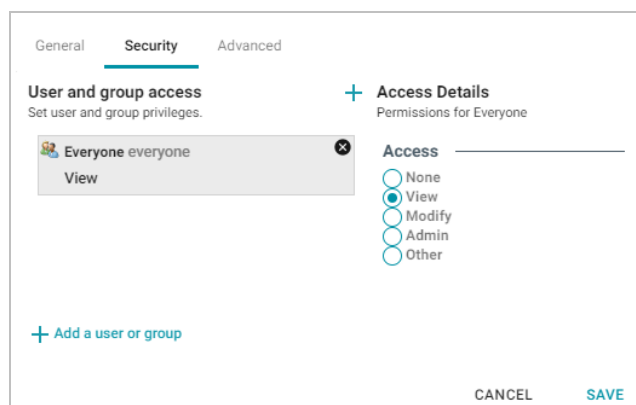 General Security Advanced
User and group access
Set user and group privileges.
Everyone everyone
View
Add a user or group
Access Details
Permissions for Everyone
Access
None
View
Modify
Admin
Other
CANCEL SAVE